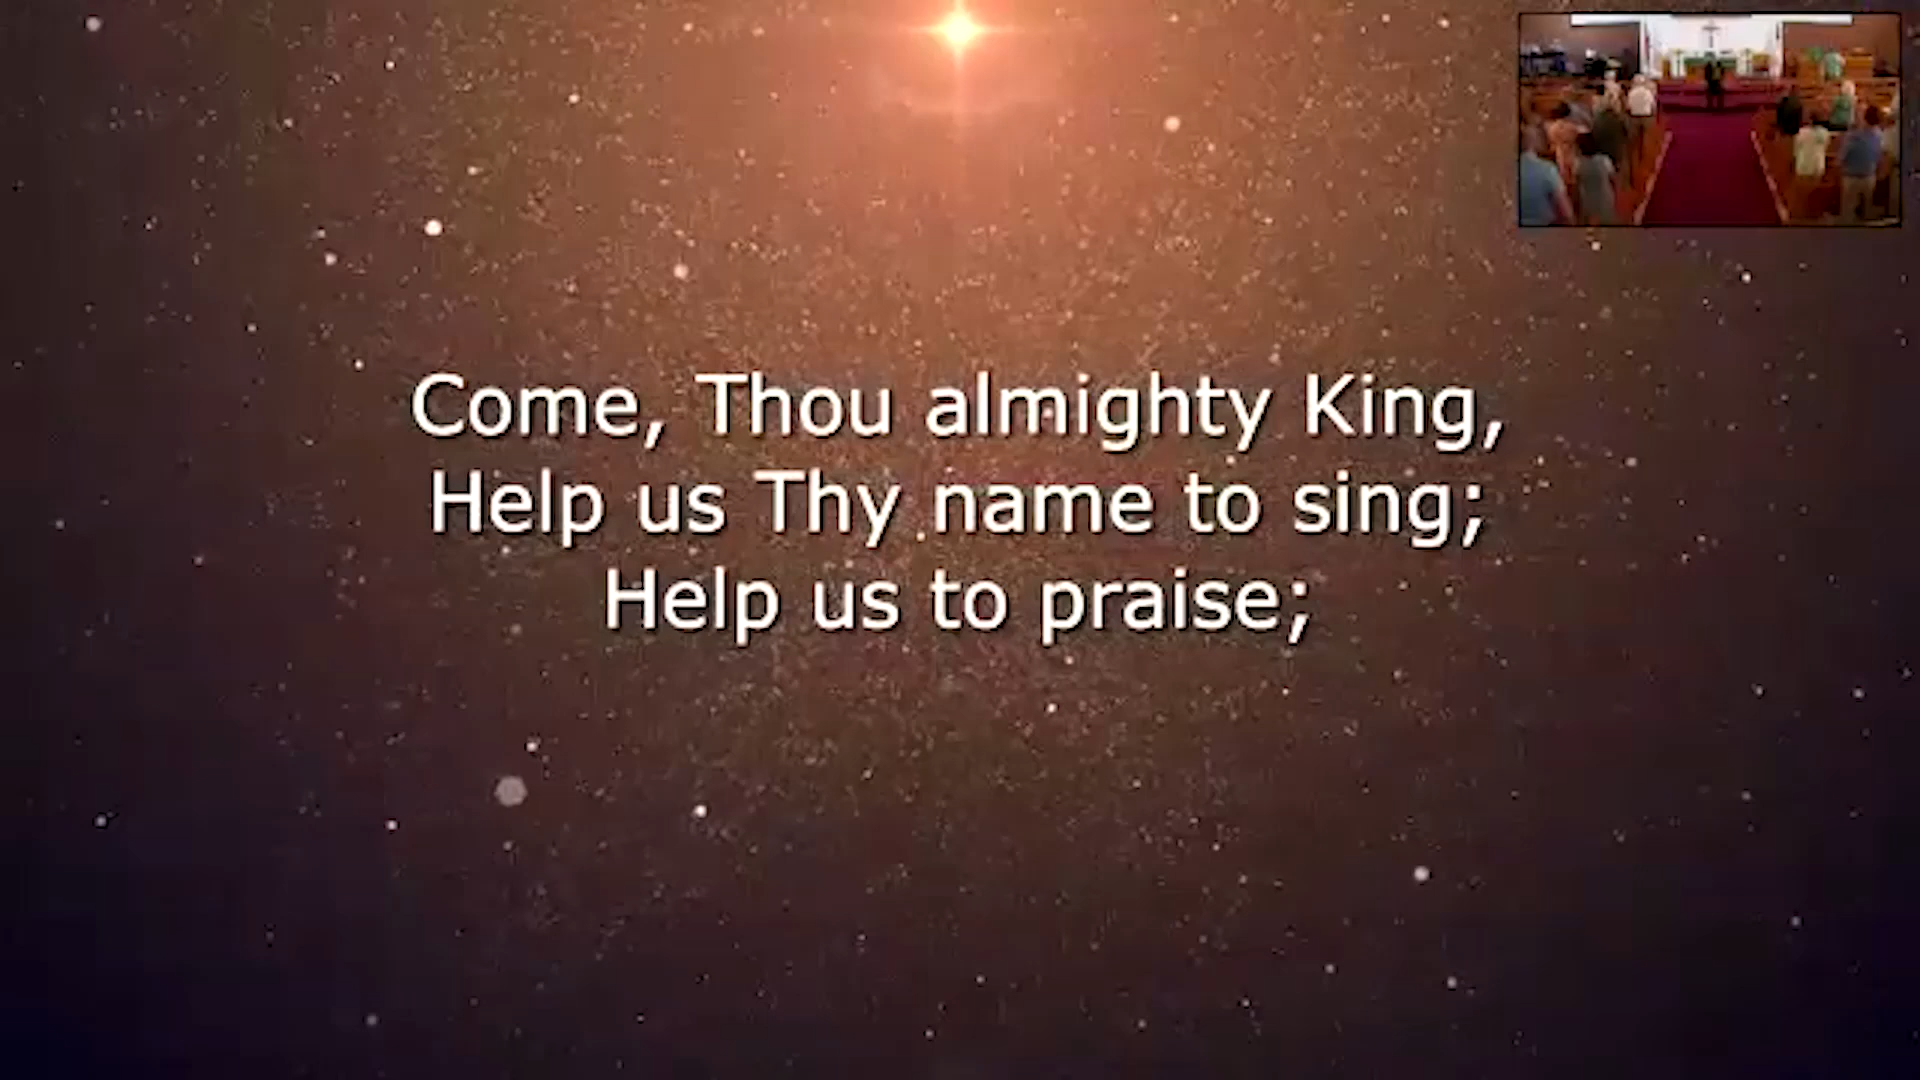 Come, Thou almighty King,
Help us Thy name to sing;
Help us to praise;